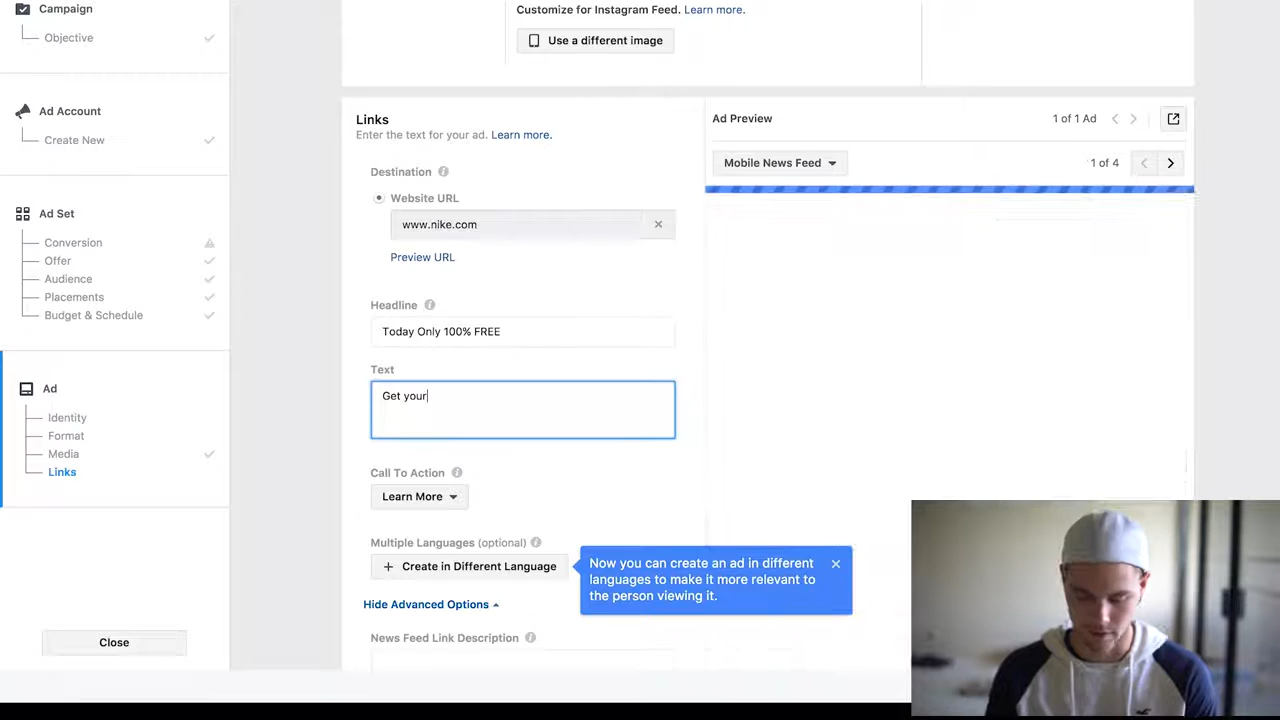 Campaign
Objective
Ad Account
Create New
Ad Set
Conversion
Offer
Audience
Placements
Budget & Schedule
Ad
Identity
Format
Media
Links
Close
Customize for Instagram Feed. Learn more.
Use a different image
Links
Enter the text for your ad. Learn more.
Destination
Website URL
www.nike.com
Preview URL
Headline
Today Only 100% FREE
Text
Get your
Call To Action
Learn More
Multiple Languages (optional)
+ Create in Different Language
Now you can create an ad in different
languages to make it more relevant to
the person viewing it.
Hide Advanced Options
News Feed Link Description
Ad Preview
1 of 1 Ad
Mobile News Feed
1 of 4